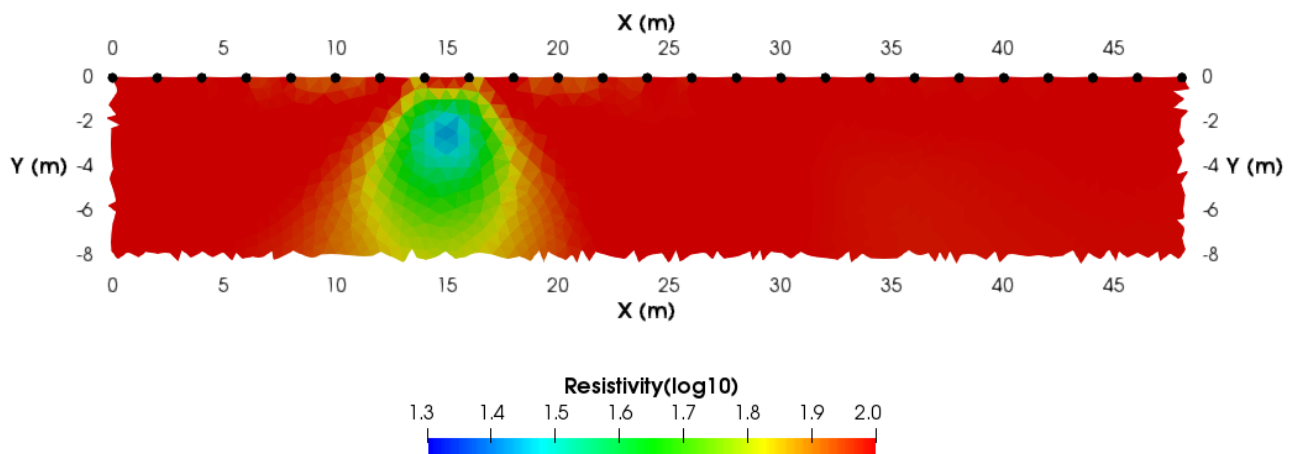 X (m)
0 5 10 15 20 25 30 35 40 45
0 0
-2 -2
Y (m) -4 -4 Y (m)
-6 -6
-8 -8
0 5 10 15 20 25 30 35 40 45
X (m)
Resistivity(log10)
1.3 1.4 1.5 1.6 1.7 1.8 1.9 2.0